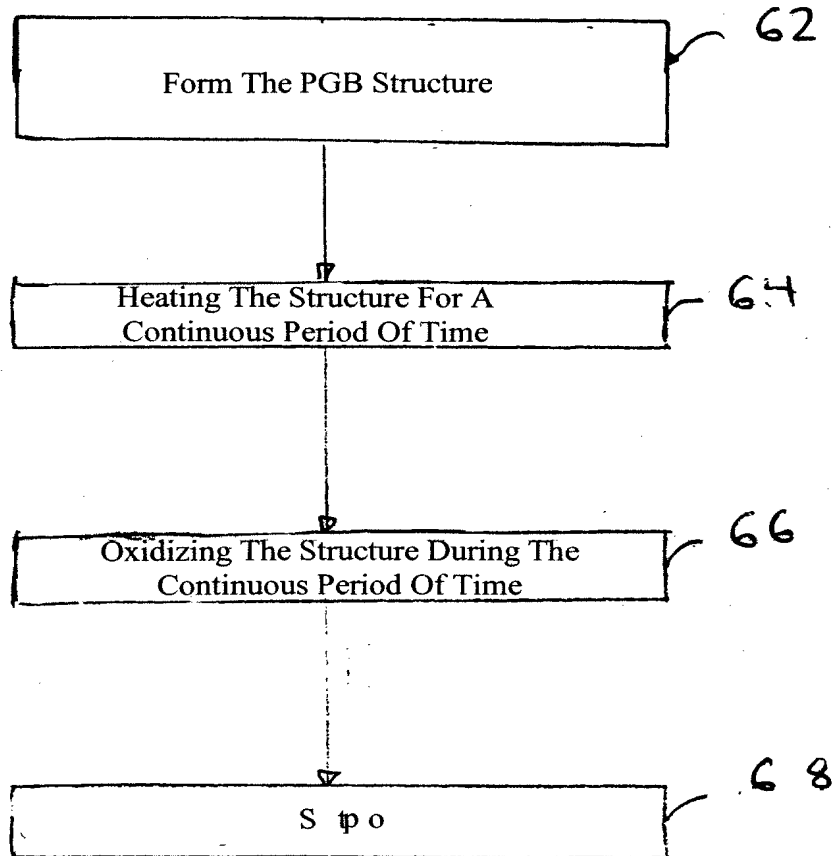 62
Form The PGB Structure
64
Heating The Structure For A
Continuous Period Of Time
66
Oxidizing The Structure During The
Continuous Period Of Time
68
S tp o